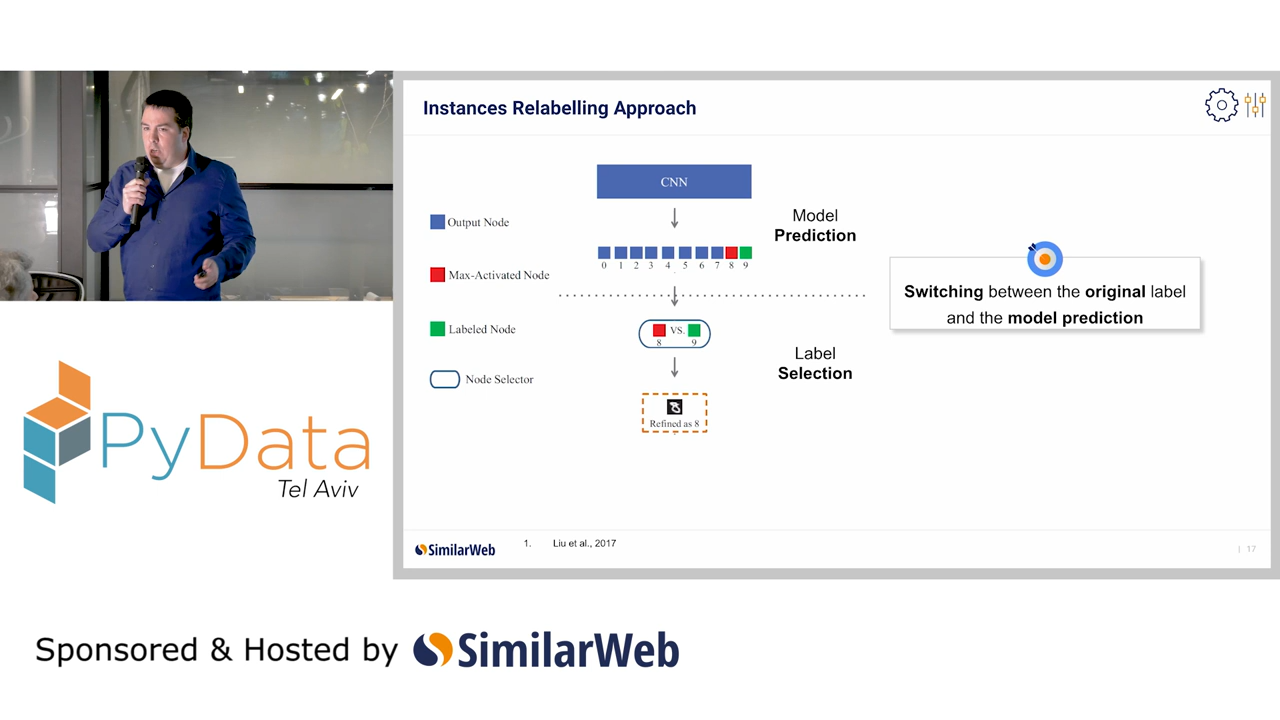 Instances Relabelling Approach
CNN
Output Node
Model
Prediction
0 1 2 3 4 5 6 7 8 9
Max-Activated Node
Switching between the original label
and the model prediction
Labeled Node
VS.
8 9
Label
Selection
Node Selector
Refined as 8
SimilarWeb
1. Liu et al., 2017
| 17
PyData
Tel Aviv
Sponsored & Hosted by SimilarWeb